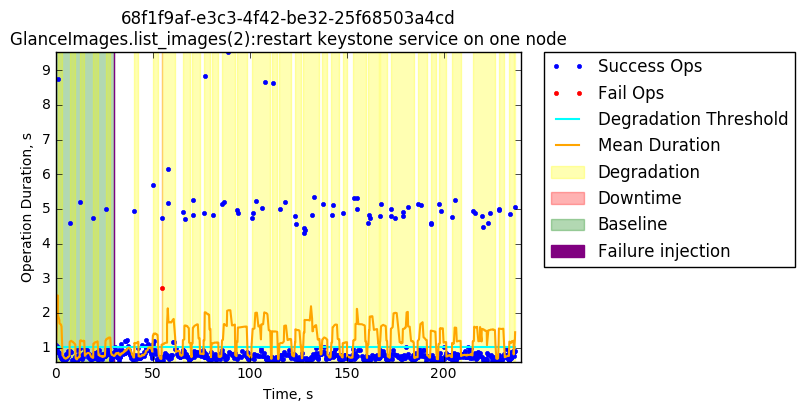 68f1f9af-e3c3-4f42-be32-25f68503a4cd
GlanceImages.list_images(2):restart keystone service on one node
Operation Duration, s
9
8
7
6
5
4
3
2
1
0
50
100
150
200
Time, s
Success Ops
Fail Ops
Degradation Threshold
Mean Duration
Degradation
Downtime
Baseline
Failure injection